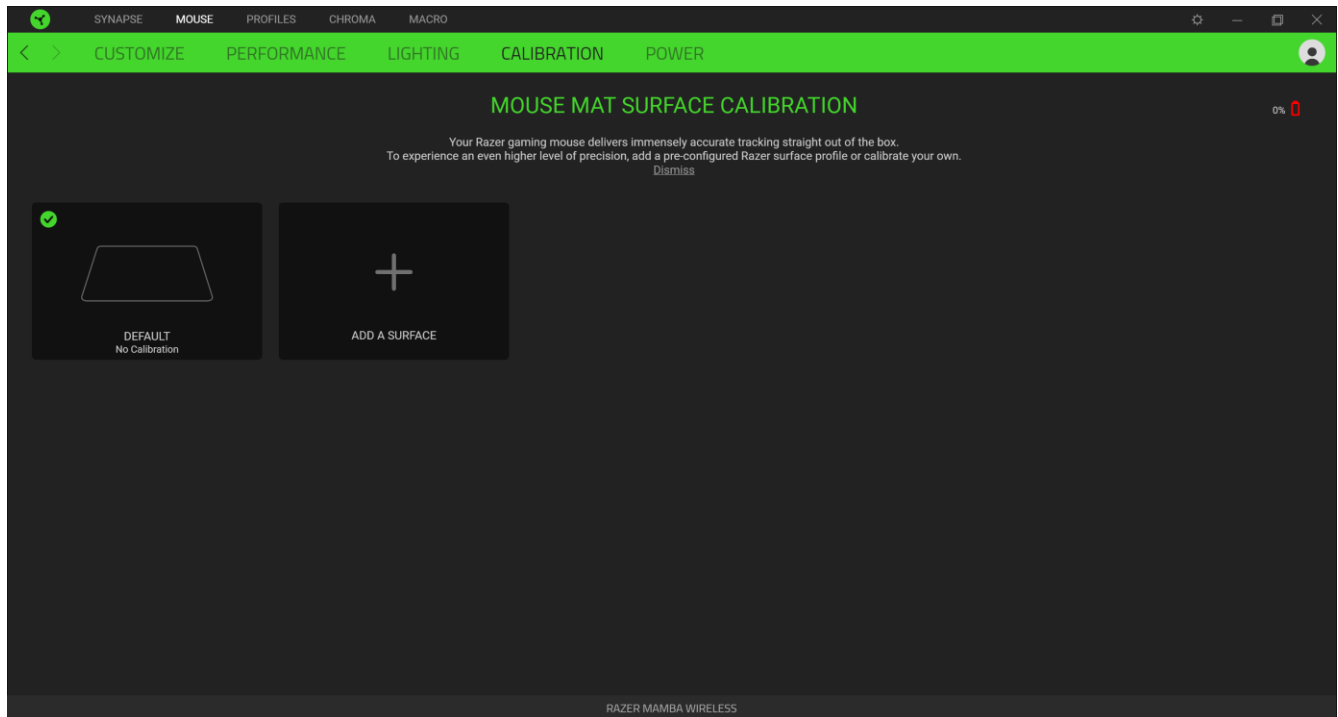 SYNAPSE MOUSE PROFILES CHROMA MACRO
CUSTOMIZE PERFORMANCE LIGHTING CALIBRATION POWER
MOUSE MAT SURFACE CALIBRATION
0%
Your Razer gaming mouse delivers immensely accurate tracking straight out of the box.
To experience an even higher level of precision, add a pre-configured Razer surface profile or calibrate your own.
Dismiss
DEFAULT
No Calibration
ADD A SURFACE
RAZER MAMBA WIRELESS